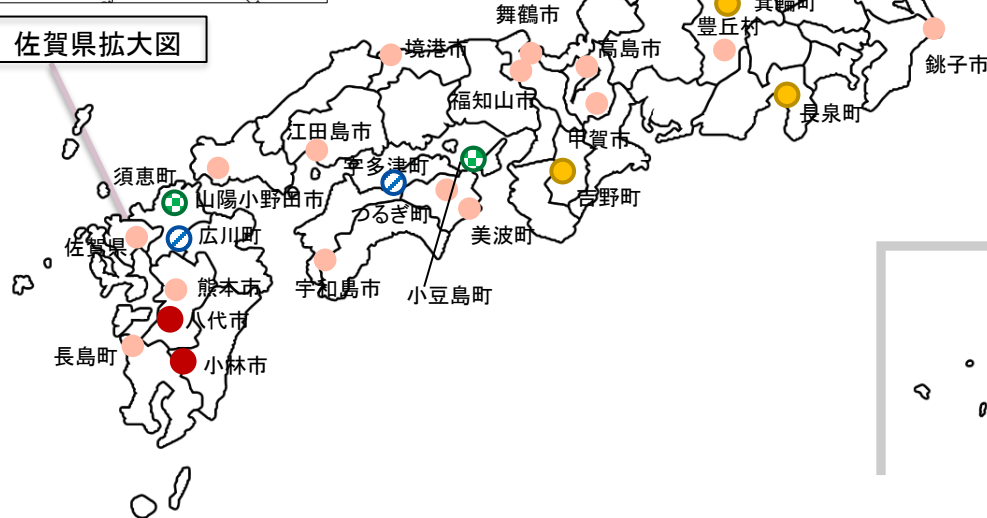 箕輪町
舞鶴市
豊丘村
佐賀県拡大図
境港市
高島市
銚子市
福知山市
長泉町
江田島市
甲賀市
宇多津町
須恵町
山陽小野田市
吉野町
つるぎ町
広川町
美波町
佐賀県
熊本市
宇和島市
小豆島町
八代市
長島町
小林市